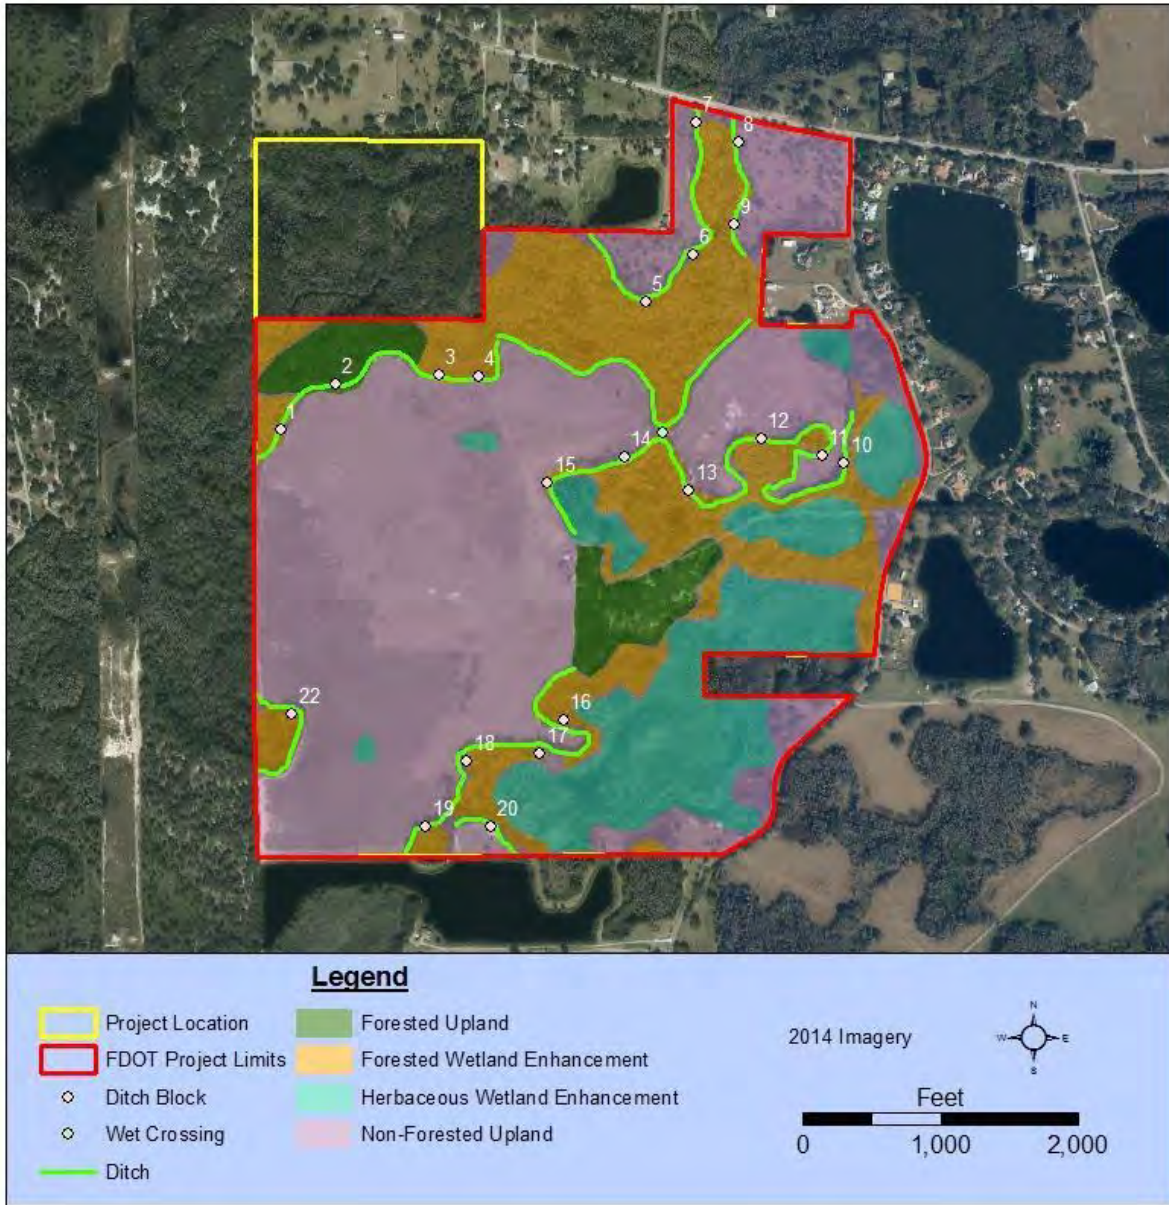 7
8
9
6
5
2
3
4
1
12
11
10
14
15
13
22
16
17
18
19
20
Legend
Project Location
FDOT Project Limits
Ditch Block
Wet Crossing
Ditch
Forested Upland
Forested Wetland Enhancement
Herbaceous Wetland Enhancement
Non-Forested Upland
2014 Imagery
N
W E
S
Feet
0 1,000 2,000